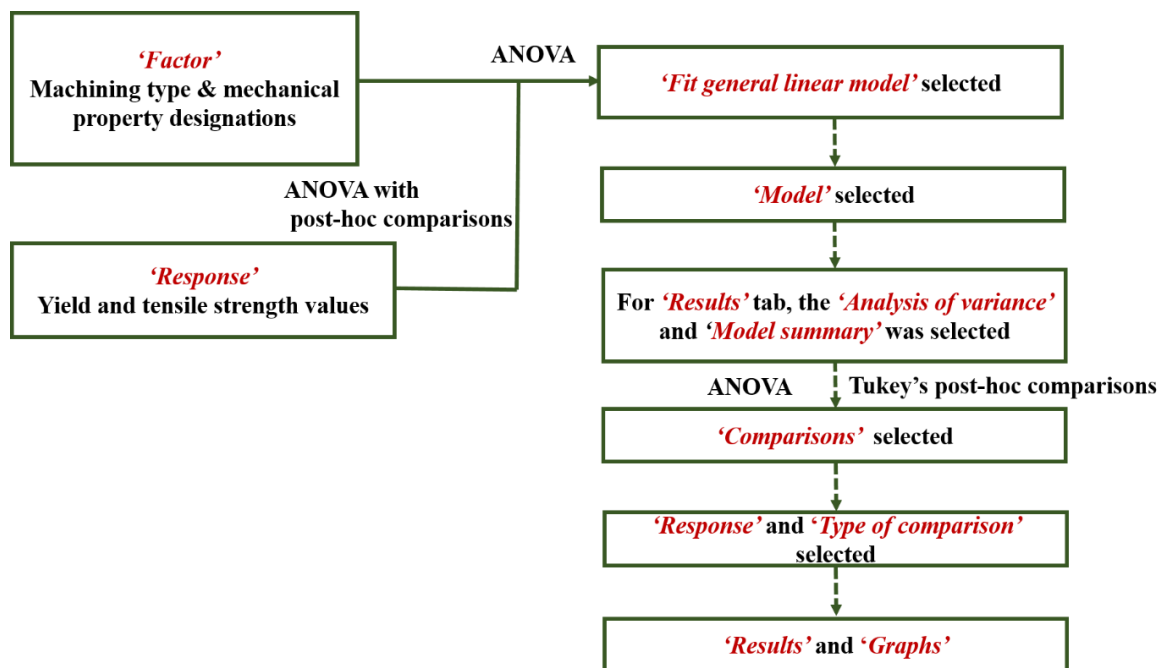 ‘Factor’
Machining type & mechanical
property designations
ANOVA
‘Fit general linear model’ selected
‘Model’ selected
ANOVA with
post-hoc comparisons
‘Response’
Yield and tensile strength values
For ‘Results’ tab, the ‘Analysis of variance’
and ‘Model summary’ was selected
ANOVA
Tukey’s post-hoc comparisons
‘Comparisons’ selected
‘Response’ and ‘Type of comparison’
selected
‘Results’ and ‘Graphs’